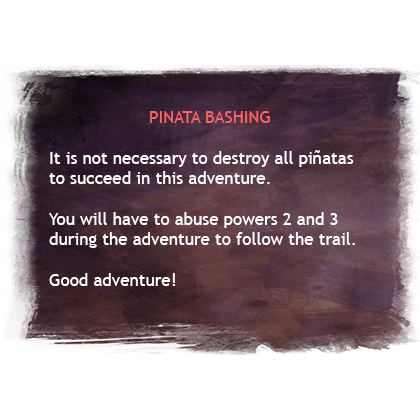 PINATA BASHING
It is not necessary to destroy all piñatas
to succeed in this adventure.
You will have to abuse powers 2 and 3
during the adventure to follow the trail.
Good adventure!